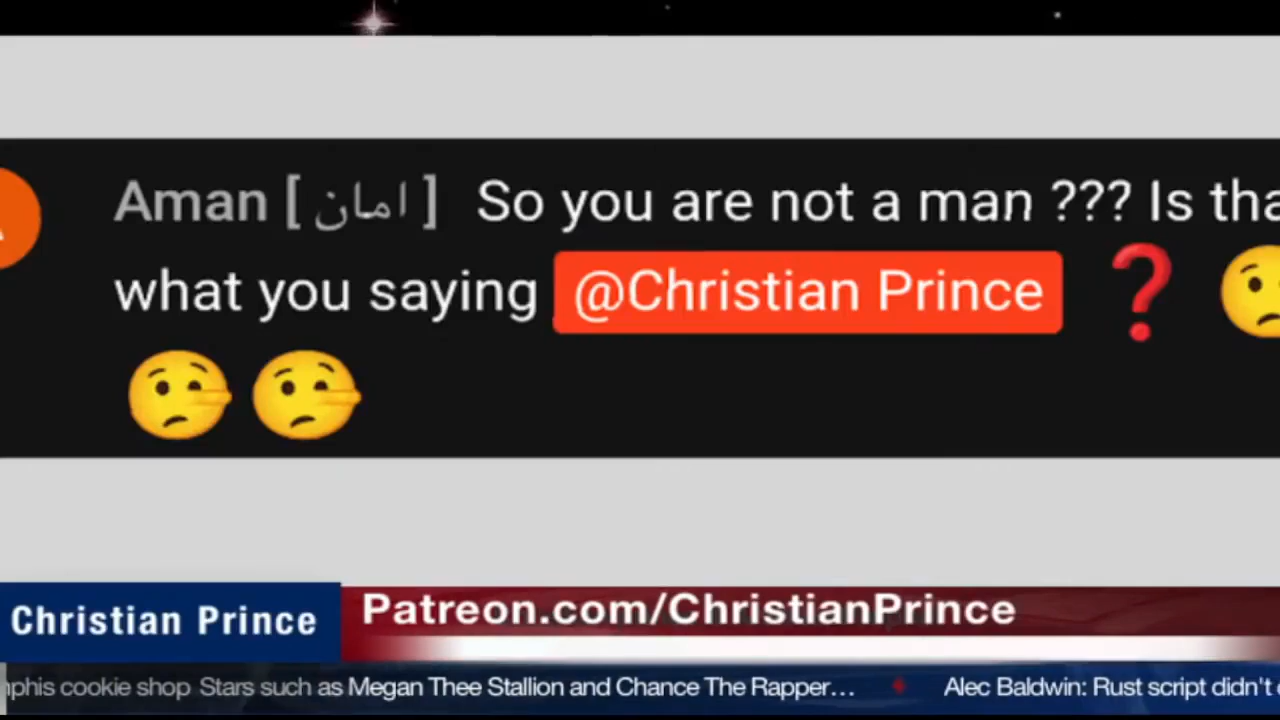 Aman [ امان ] So you are not a man ??? Is tha
what you saying @Christian Prince ❓
Christian Prince
Patreon.com/ChristianPrince
phis cookie shop Stars such as Megan Thee Stallion and Chance The Rapper… Alec Baldwin: Rust script didn't